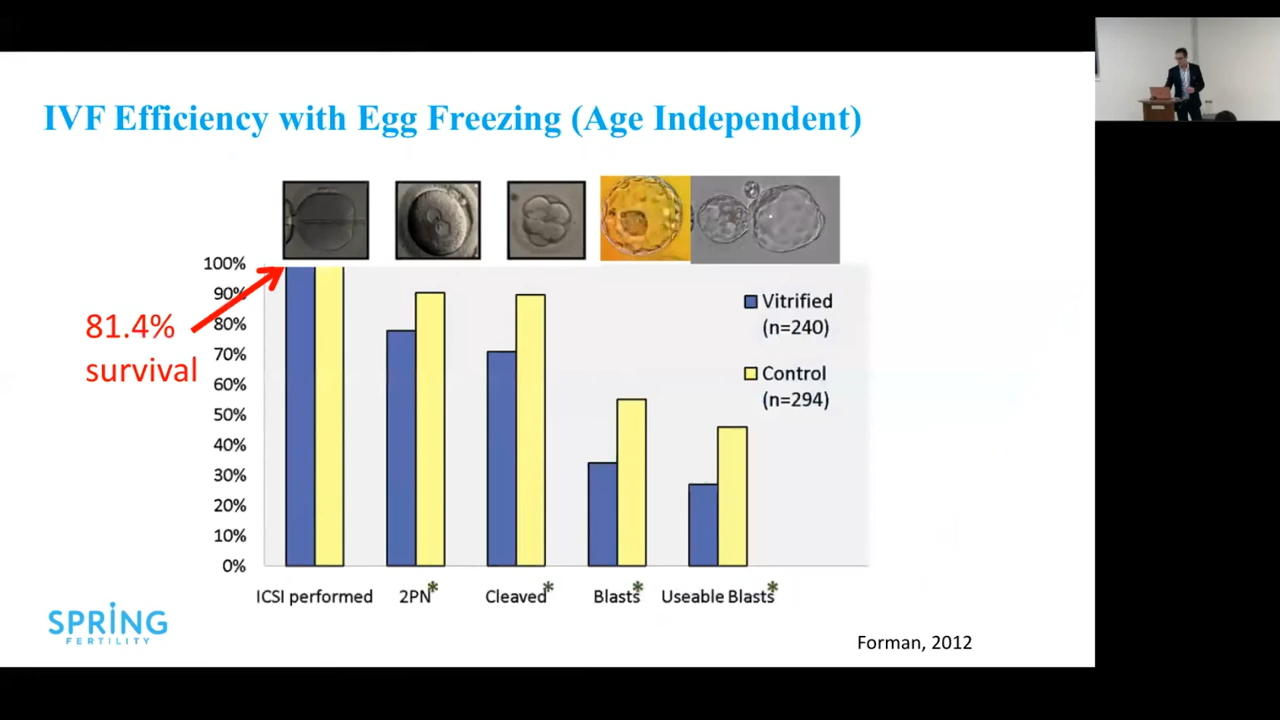 IVF Efficiency with Egg Freezing (Age Independent)
100%
90%
80%
70%
60%
50%
40%
30%
20%
10%
0%
81.4%
survival
Vitrified
(n=240)
Control
(n=294)
ICSI performed
2PN*
Cleaved*
Blasts*
Useable Blasts*
SPRING
FERTILITY
Forman, 2012